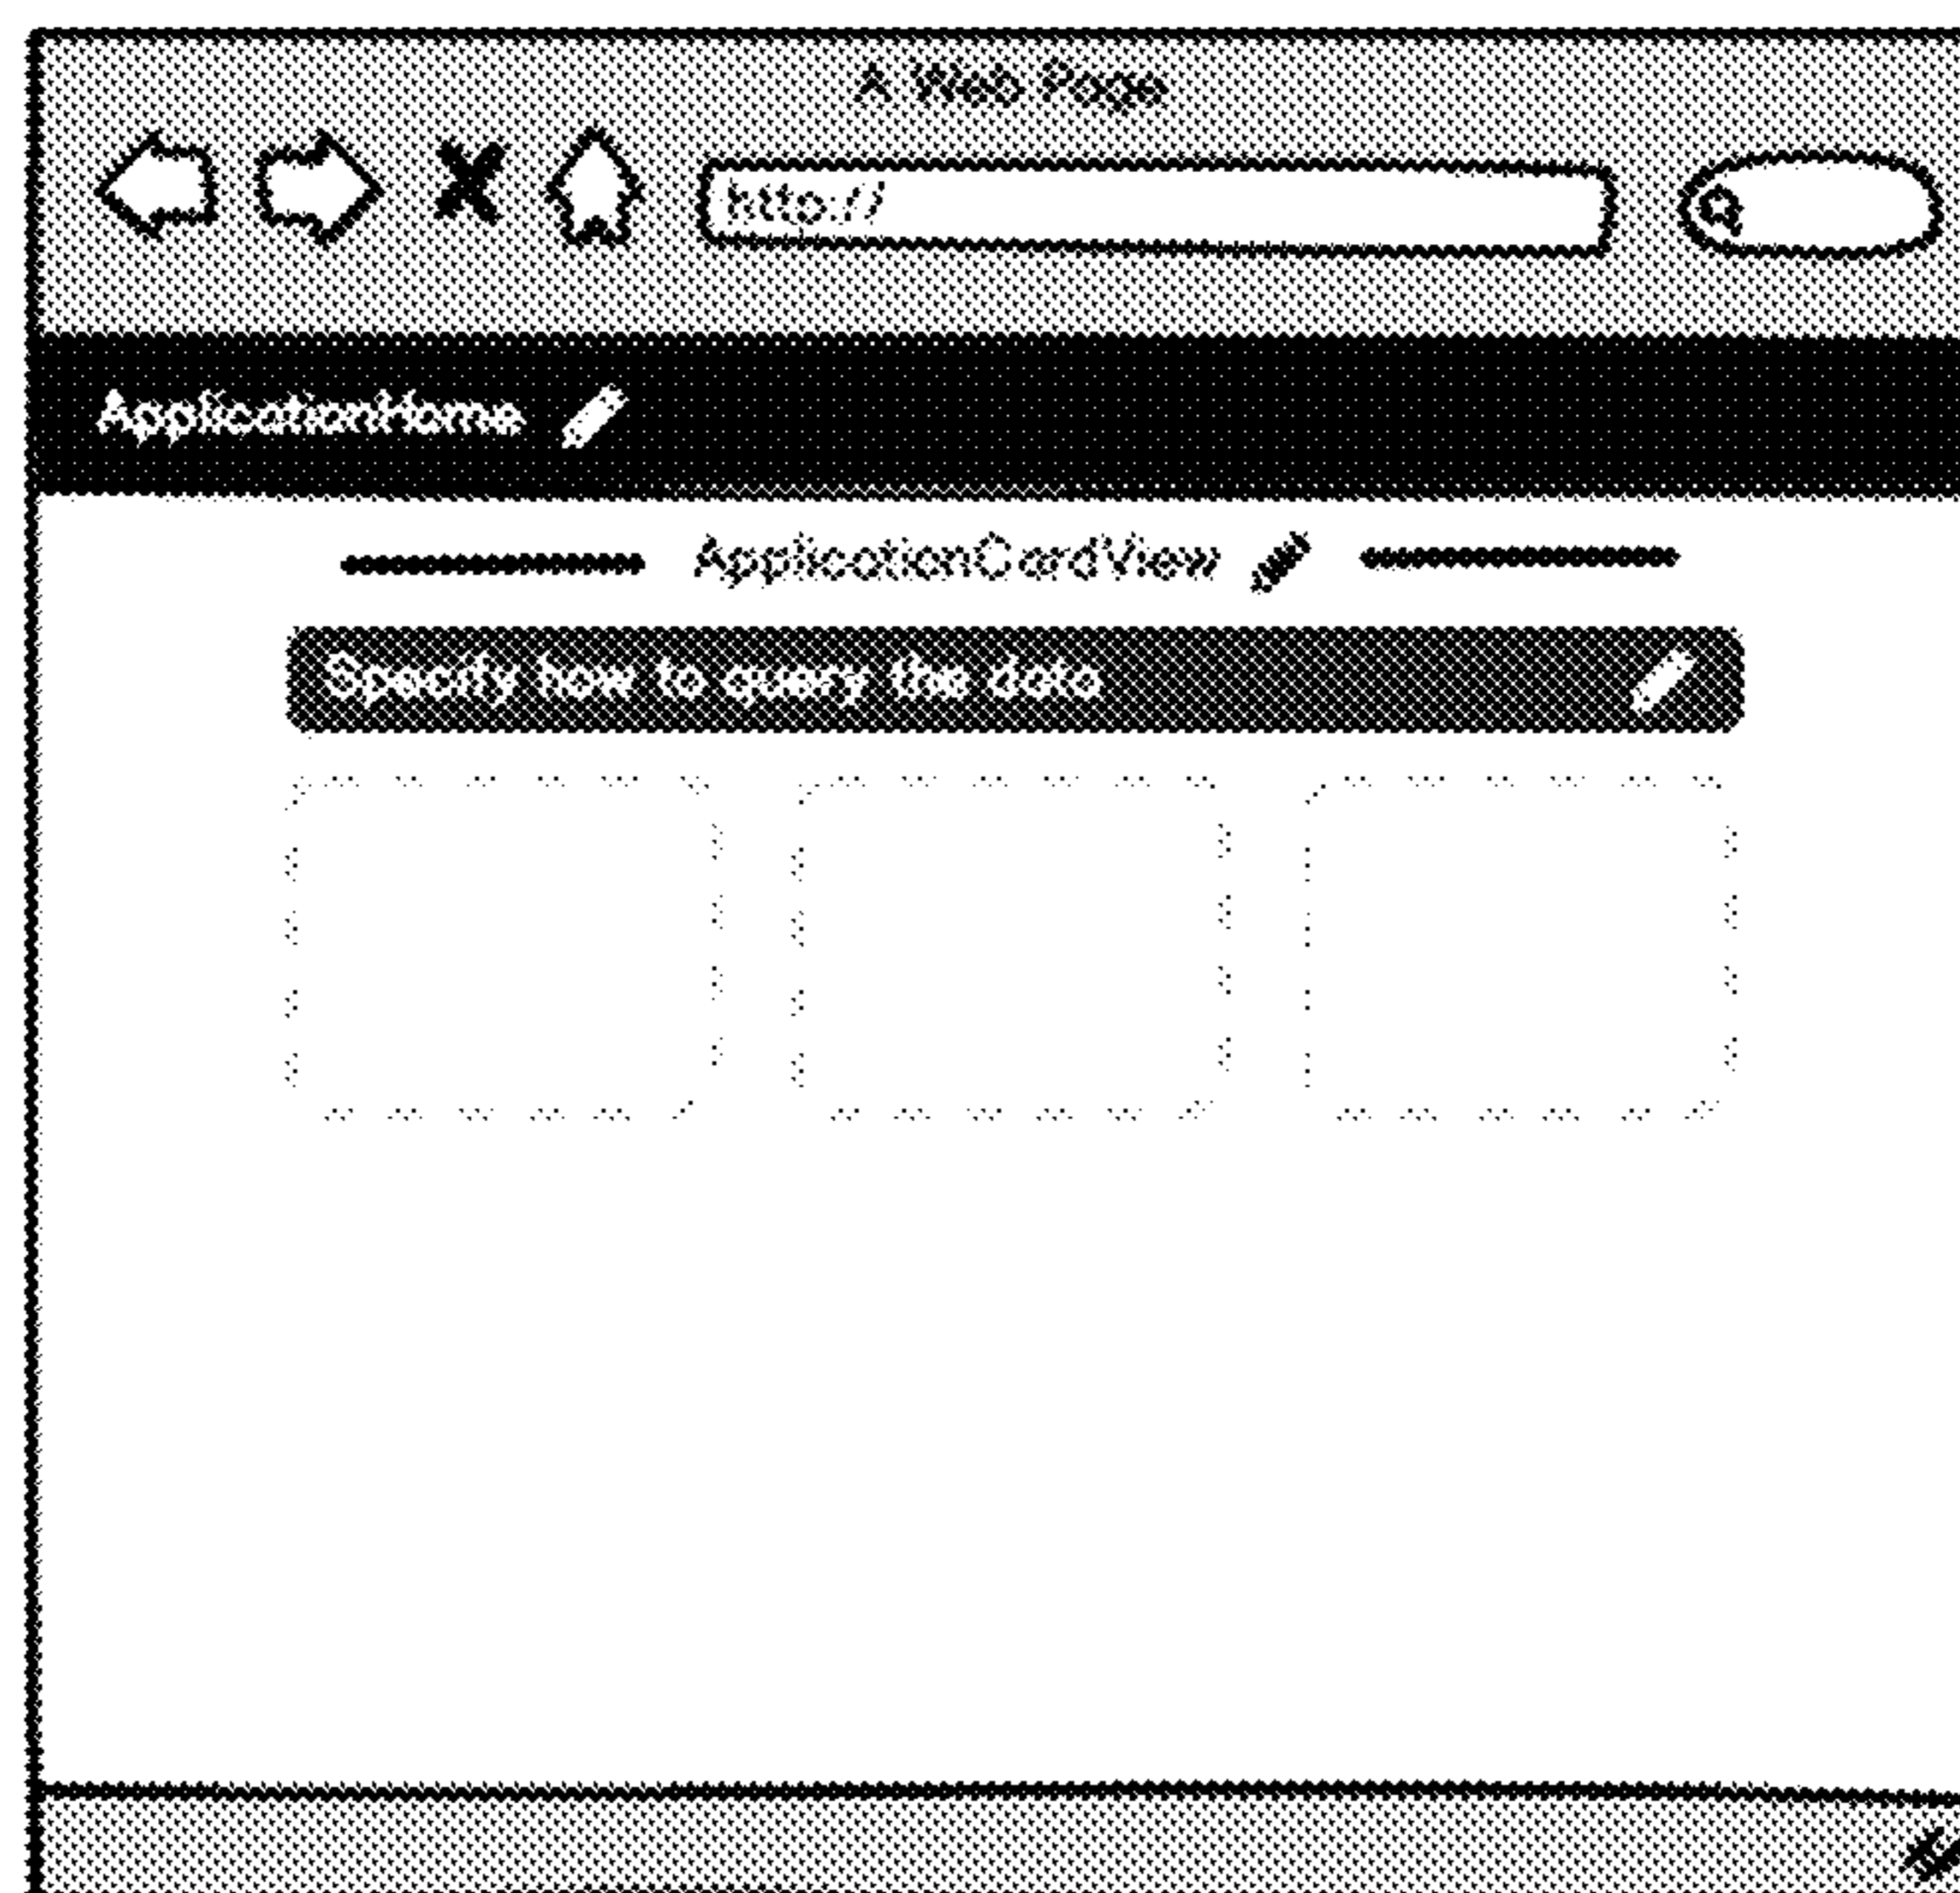 A Web Page
http://
ApplicationHome
ApplicationCardView
Specify how to query the data